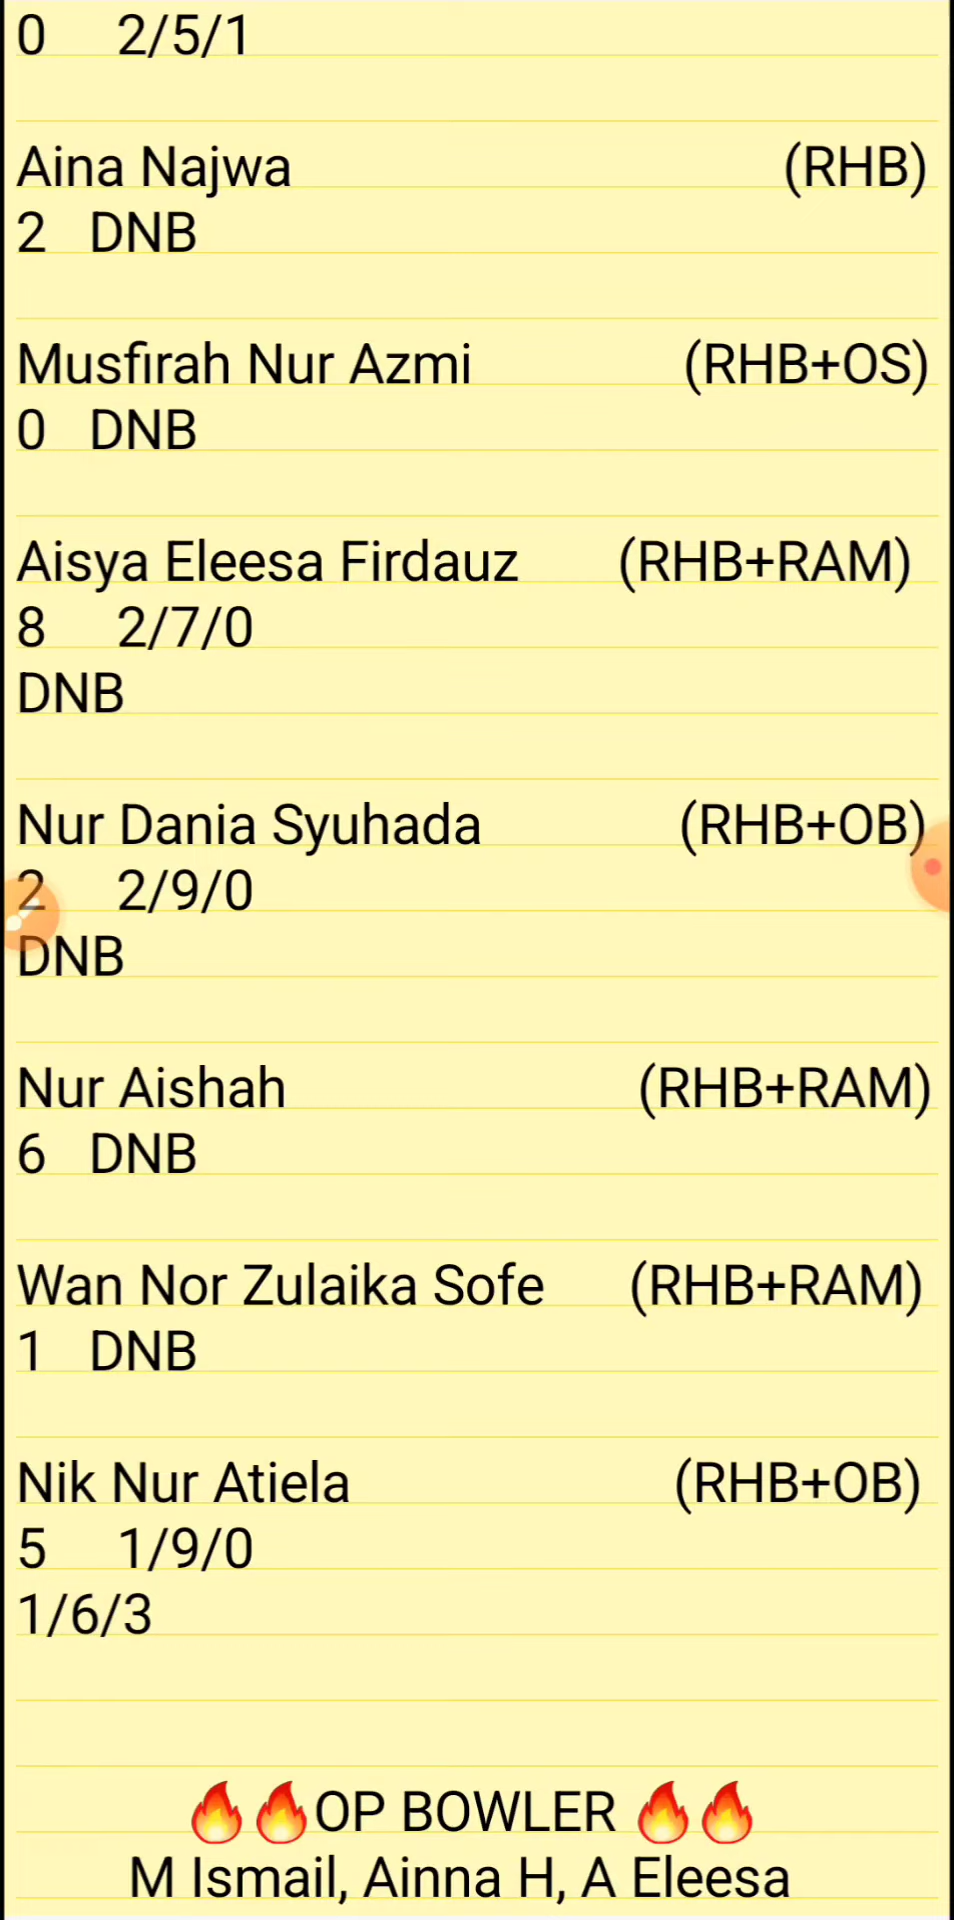 0 2/5/1
Aina Najwa (RHB)
2 DNB
Musfirah Nur Azmi (RHB+OS)
0 DNB
Aisya Eleesa Firdauz (RHB+RAM)
8 2/7/0
DNB
Nur Dania Syuhada (RHB+OB)
2 2/9/0
DNB
Nur Aishah (RHB+RAM)
6 DNB
Wan Nor Zulaika Sofe (RHB+RAM)
1 DNB
Nik Nur Atiela (RHB+OB)
5 1/9/0
1/6/3
🔥🔥OP BOWLER 🔥🔥
M Ismail, Ainna H, A Eleesa